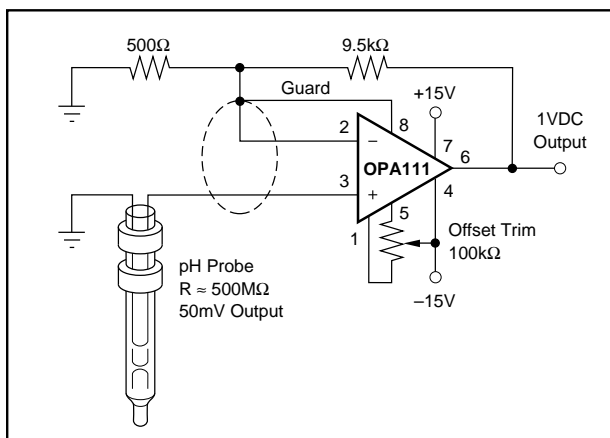 500Ω
9.5kΩ
Guard
+15V
1VDC
Output
2
8
7
6
–
OPA111
3
+
4
5
1
Offset Trim
100kΩ
–15V
pH Probe
R ≈ 500MΩ
50mV Output